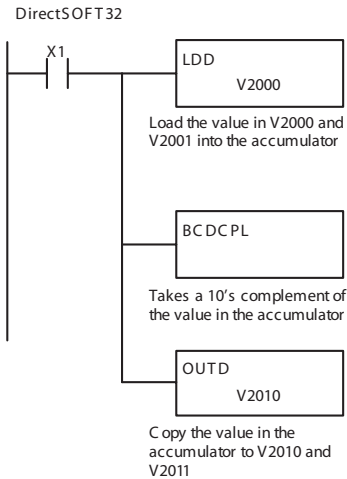 DirectSOFT32
X1
LDD
V2000
Load the value in V2000 and
V2001 into the accumulator
BCDCPL
Takes a 10's complement of
the value in the accumulator
OUTD
V2010
Copy the value in the
accumulator to V2010 and
V2011